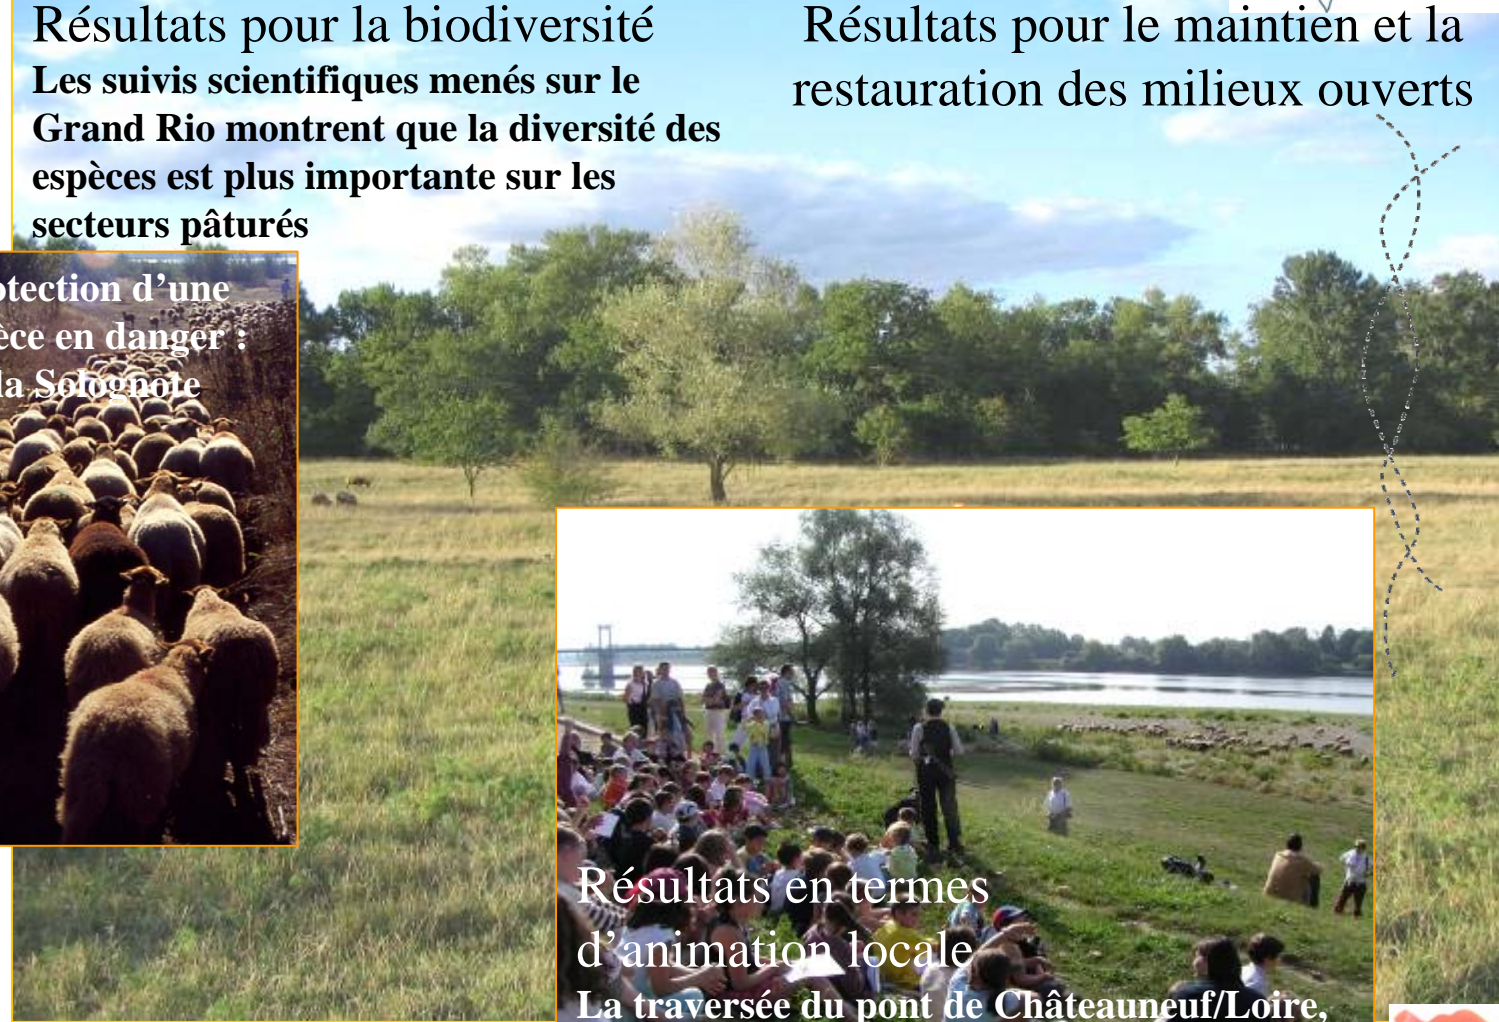 Résultats pour la biodiversité
Les suivis scientifiques menés sur le
Grand Rio montrent que la diversité des
espèces est plus importante sur les
secteurs pâturés
Résultats pour le maintien et la
restauration des milieux ouverts
otection d’une
èce en danger :
la Solognote
Résultats en termes
d’animation locale
La traversée du pont de Châteauneuf/Loire,